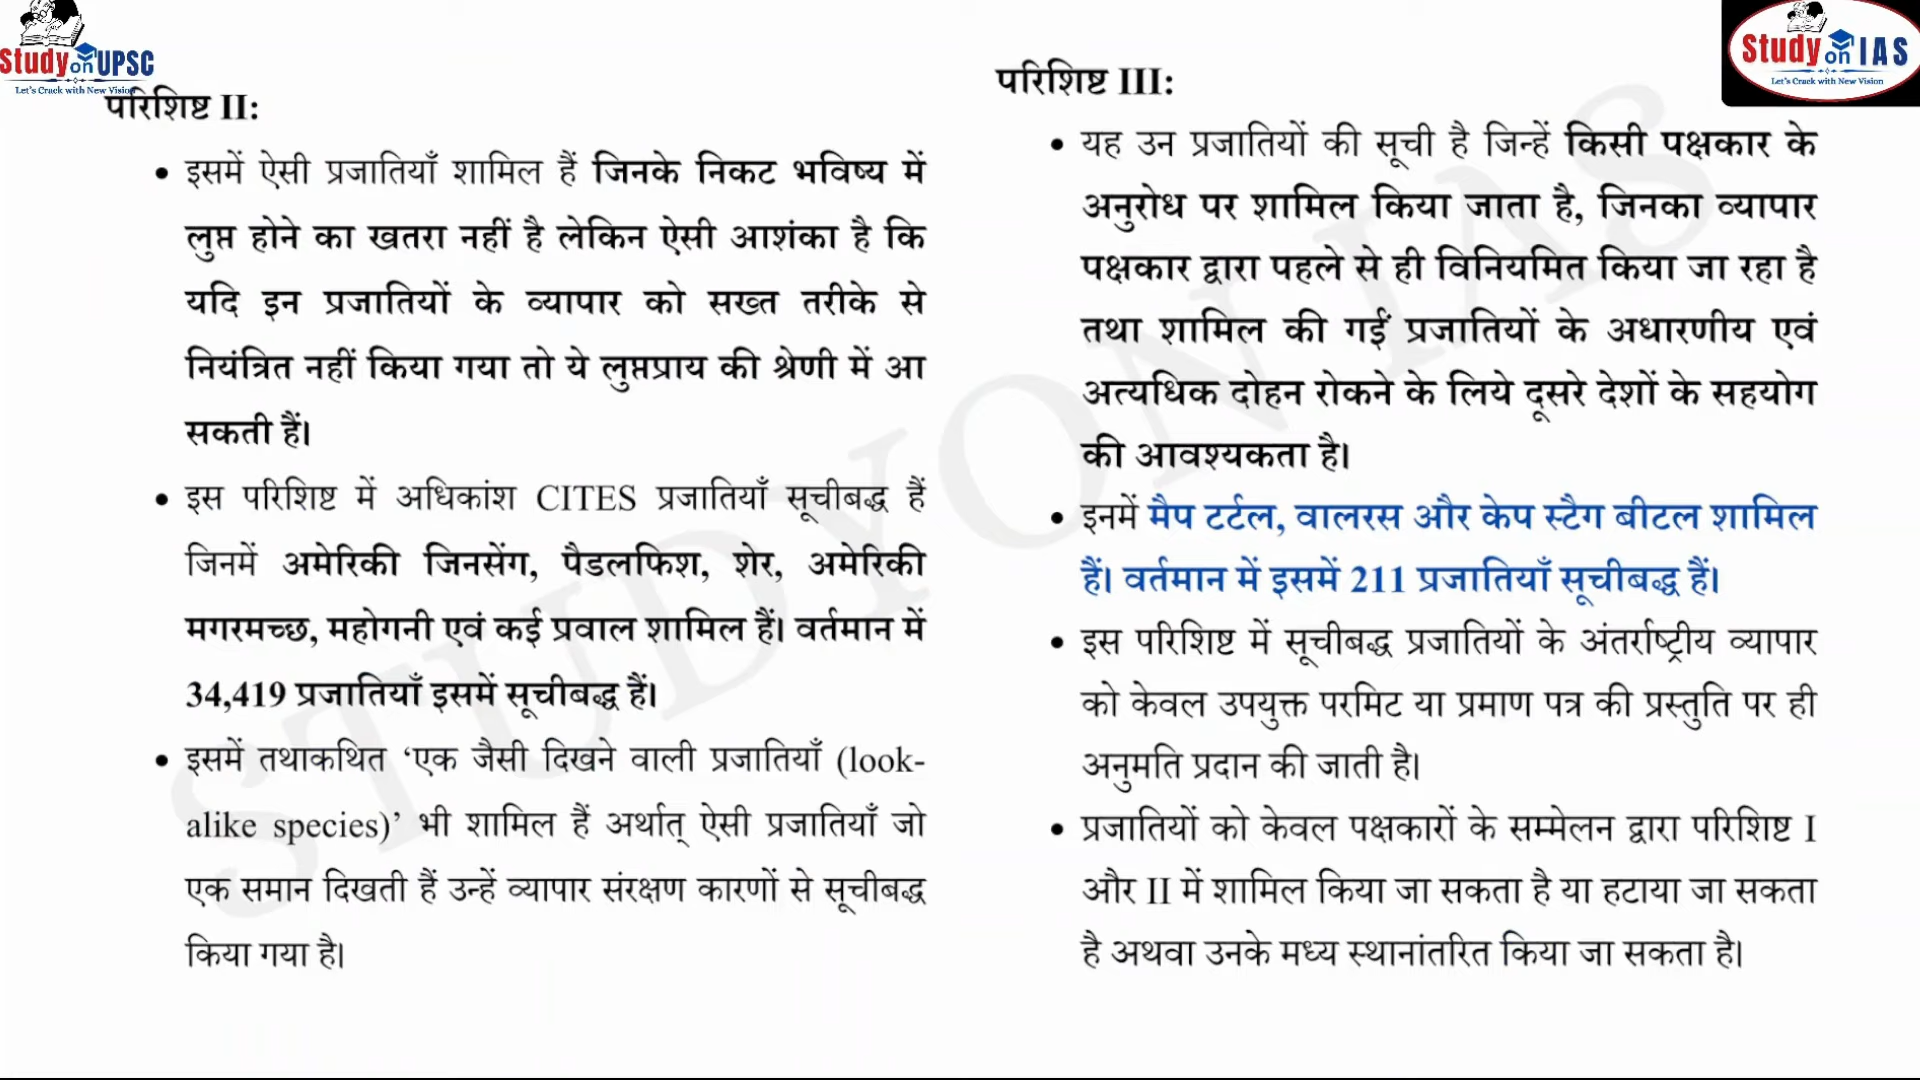 Study on UPSC
Let's Crack with New Vision
परिशिष्ट II:
• इसमें ऐसी प्रजातियाँ शामिल हैं जिनके निकट भविष्य में
लुप्त होने का खतरा नहीं है लेकिन ऐसी आशंका है कि
यदि इन प्रजातियों के व्यापार को सख्त तरीके से
नियंत्रित नहीं किया गया तो ये लुप्तप्राय की श्रेणी में आ
सकती हैं।
• इस परिशिष्ट में अधिकांश CITES प्रजातियाँ सूचीबद्ध हैं
जिनमें अमेरिकी जिनसेंग, पैडलफिश, शेर, अमेरिकी
मगरमच्छ, महोगनी एवं कई प्रवाल शामिल हैं। वर्तमान में
34,419 प्रजातियाँ इसमें सूचीबद्ध हैं।
• इसमें तथाकथित ‘एक जैसी दिखने वाली प्रजातियाँ (look-
alike species)’ भी शामिल हैं अर्थात् ऐसी प्रजातियाँ जो
एक समान दिखती हैं उन्हें व्यापार संरक्षण कारणों से सूचीबद्ध
किया गया है।
Study on IAS
Let's Crack with New Vision
परिशिष्ट III:
• यह उन प्रजातियों की सूची है जिन्हें किसी पक्षकार के
अनुरोध पर शामिल किया जाता है, जिनका व्यापार
पक्षकार द्वारा पहले से ही विनियमित किया जा रहा है
तथा शामिल की गईं प्रजातियों के अधारणीय एवं
अत्यधिक दोहन रोकने के लिये दूसरे देशों के सहयोग
की आवश्यकता है।
• इनमें मैप टर्टल, वालरस और केप स्टैग बीटल शामिल
हैं। वर्तमान में इसमें 211 प्रजातियाँ सूचीबद्ध हैं।
• इस परिशिष्ट में सूचीबद्ध प्रजातियों के अंतर्राष्ट्रीय व्यापार
को केवल उपयुक्त परमिट या प्रमाण पत्र की प्रस्तुति पर ही
अनुमति प्रदान की जाती है।
• प्रजातियों को केवल पक्षकारों के सम्मेलन द्वारा परिशिष्ट I
और II में शामिल किया जा सकता है या हटाया जा सकता
है अथवा उनके मध्य स्थानांतरित किया जा सकता है।
STUDY ON IAS